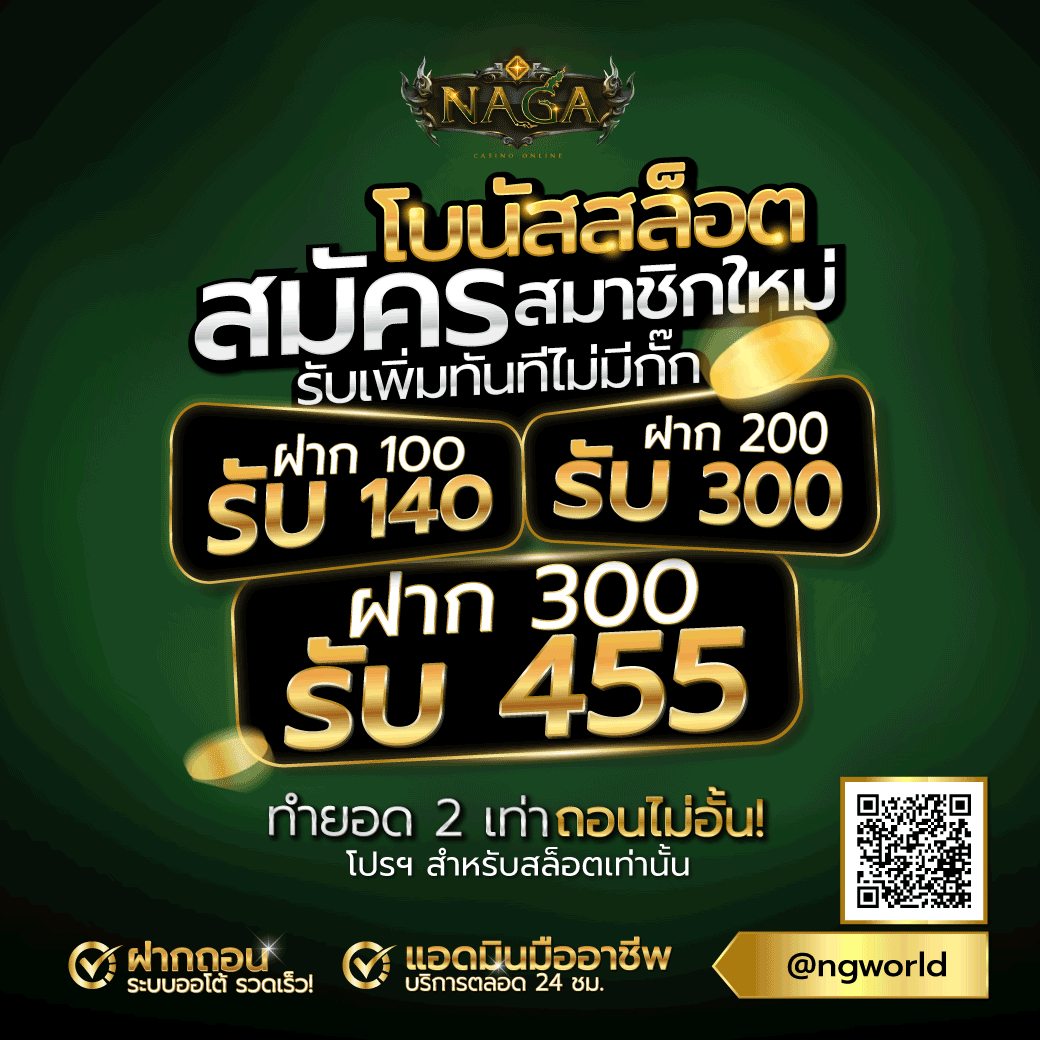 NAGA
CATINO ONLINE
โบนัสสล็อต
สมัครสมาชิกใหม่
รับเพิ่มทันทีไม่มีกั๊ก
ฝาก 100
รับ 140
ฝาก 200
รับ 300
ฝาก 300
รับ 455
ทำยอด 2 เท่าถอนไม่อั้น!
โปรฯ สำหรับสล็อตเท่านั้น
ฝากถอน
ระบบออโต้ รวดเร็ว!
แอดมินมืออาชีพ
บริการตลอด 24 ชม.
@ngworld